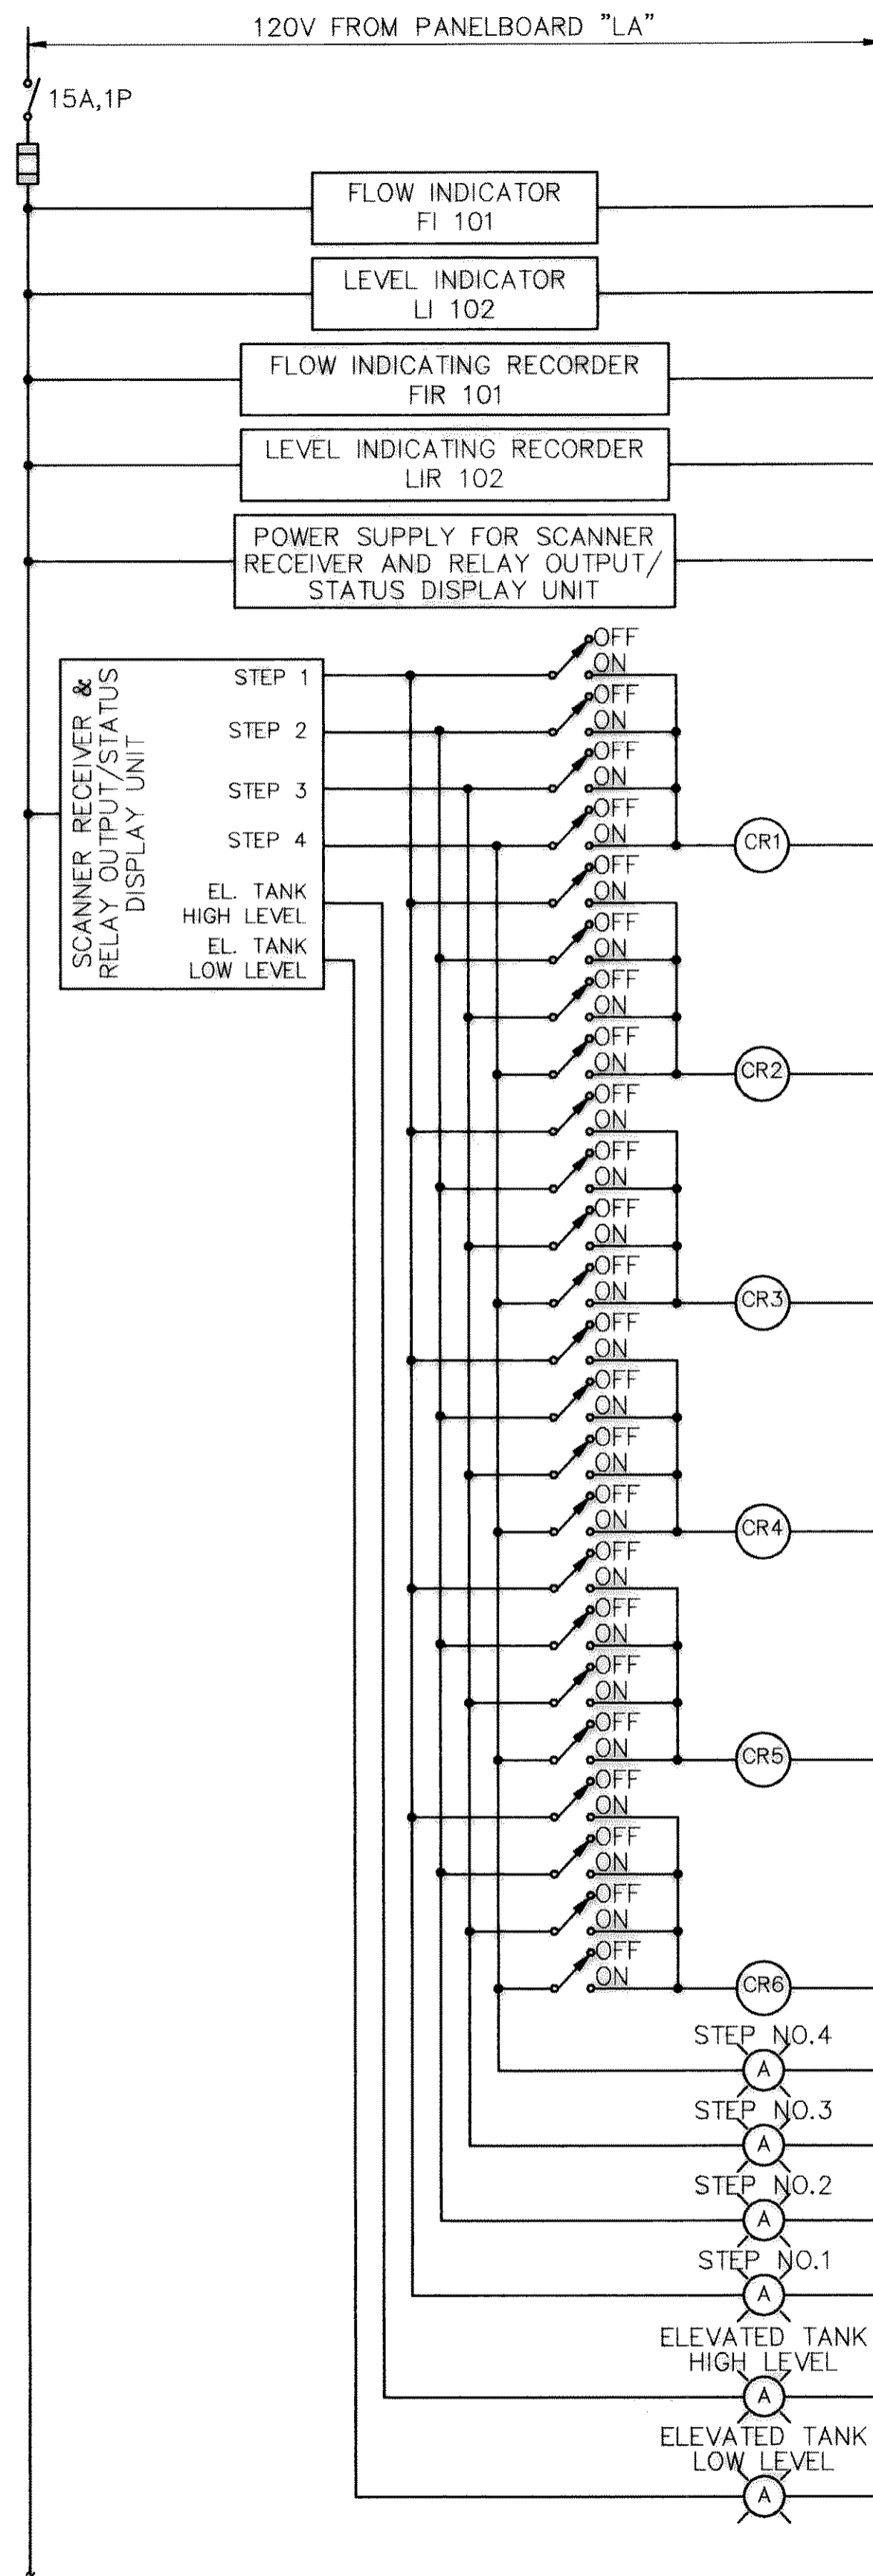 120V FROM PANELBOARD "LA"
15A,1P
FLOW INDICATOR
FI 101
LEVEL INDICATOR
LI 102
FLOW INDICATING RECORDER
FIR 101
LEVEL INDICATING RECORDER
LIR 102
POWER SUPPLY FOR SCANNER
RECEIVER AND RELAY OUTPUT/
STATUS DISPLAY UNIT
SCANNER RECEIVER &
RELAY OUTPUT/STATUS
DISPLAY UNIT
STEP 1
STEP 2
STEP 3
STEP 4
EL. TANK
HIGH LEVEL
EL. TANK
LOW LEVEL
OFF
ON
OFF
ON
OFF
ON
OFF
ON
CR1
OFF
ON
OFF
ON
OFF
ON
OFF
ON
CR2
OFF
ON
OFF
ON
OFF
ON
OFF
ON
CR3
OFF
ON
OFF
ON
OFF
ON
OFF
ON
CR4
OFF
ON
OFF
ON
OFF
ON
OFF
ON
CR5
OFF
ON
OFF
ON
OFF
ON
OFF
ON
CR6
STEP NO.4
A
STEP NO.3
A
STEP NO.2
A
STEP NO.1
A
ELEVATED TANK
HIGH LEVEL
A
ELEVATED TANK
LOW LEVEL
A